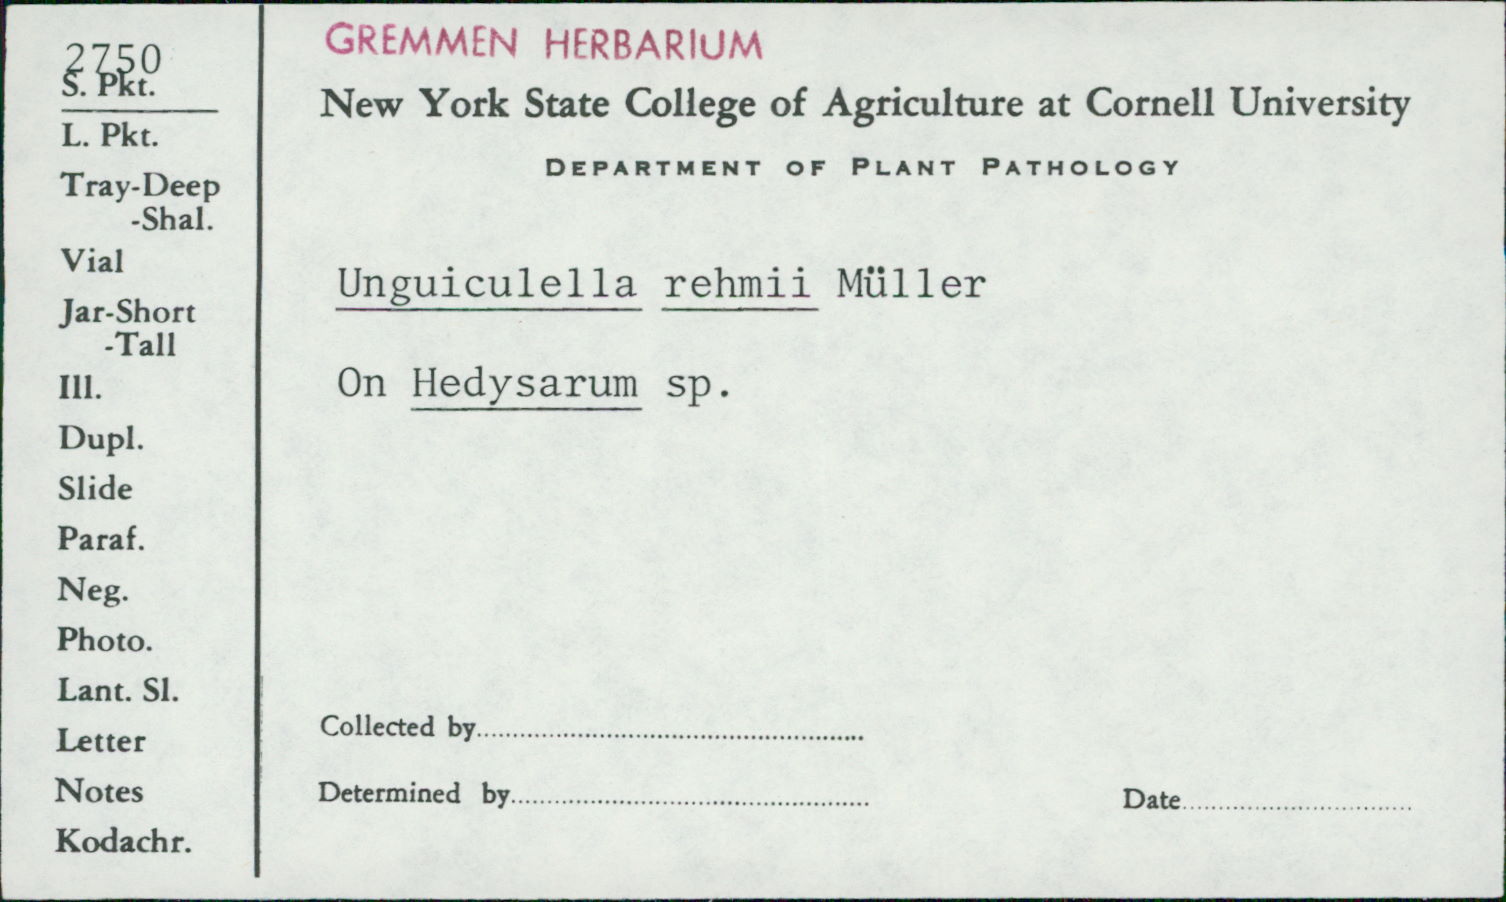 2750
S. Pkt.
L. Pkt.
Tray-Deep
-Shal.
Vial
Jar-Short
-Tall
Ill.
Dupl.
Slide
Paraf.
Neg.
Photo.
Lant. Sl.
Letter
Notes
Kodachr.
GREMMEN HERBARIUM
New York State College of Agriculture at Cornell University
DEPARTMENT OF PLANT PATHOLOGY
Unguiculella rehmii Müller
On Hedysarum sp.
Collected by
Determined by
Date